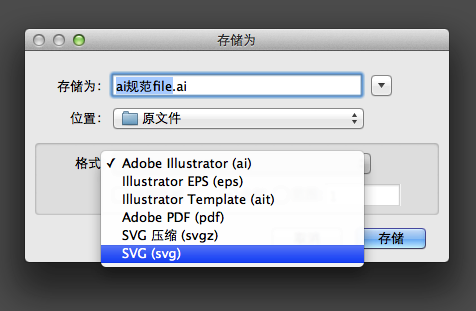 存储为
存储为：
ai规范file.ai
位置：
原文件
格式
✓ Adobe Illustrator (ai)
Illustrator EPS (eps)
Illustrator Template (ait)
Adobe PDF (pdf)
SVG 压缩 (svgz)
SVG (svg)
存储